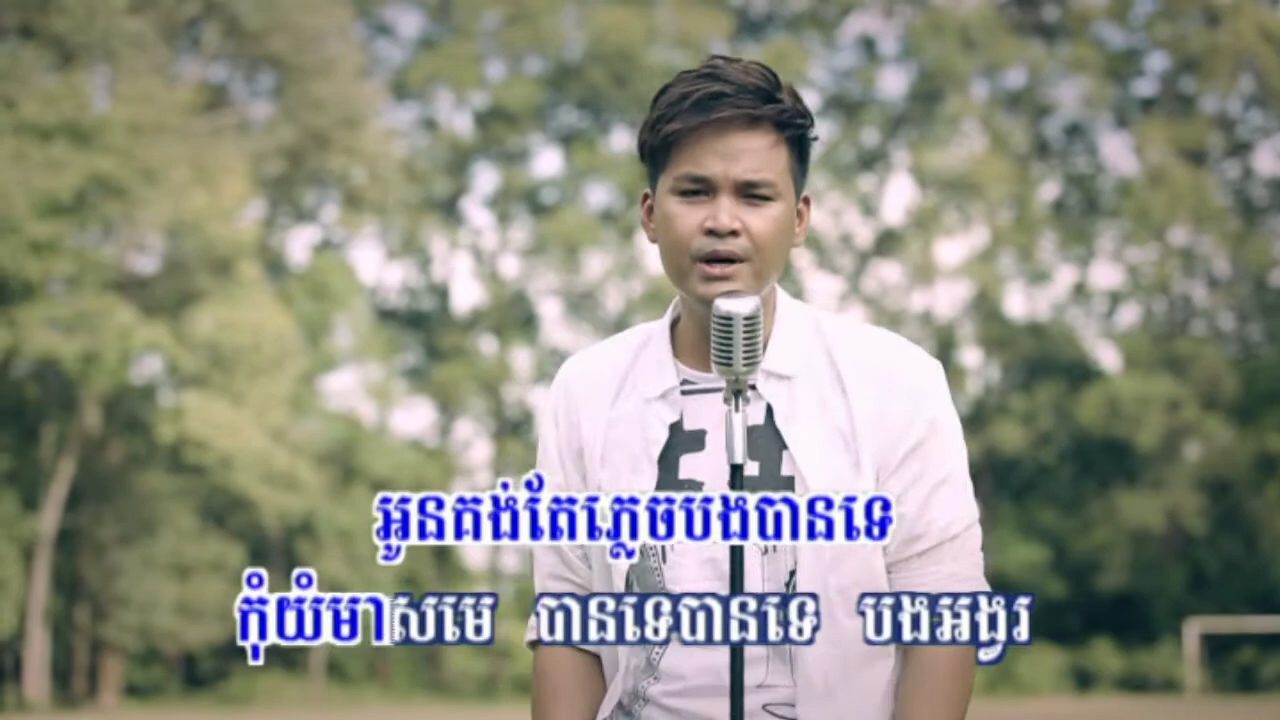 អូនគង់តែភ្លេចបងបានទេ
កុំយំមាសមេ បានទេបានទេ បងអង្វរ